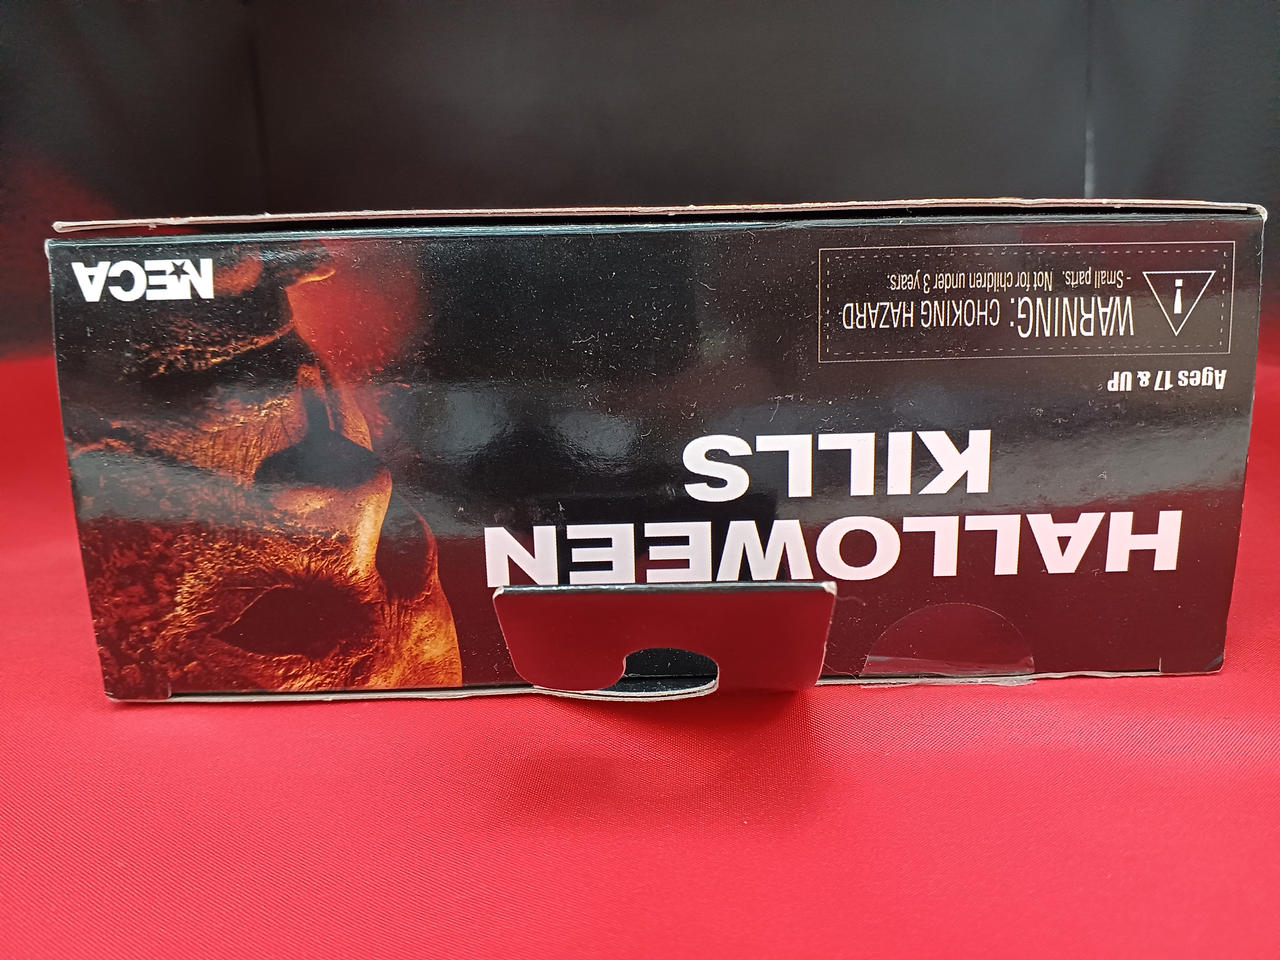 HALLOWEEN
KILLS
Ages 17 & UP
WARNING: CHOKING HAZARD
-Small parts. Not for children under 3 years.
NECA